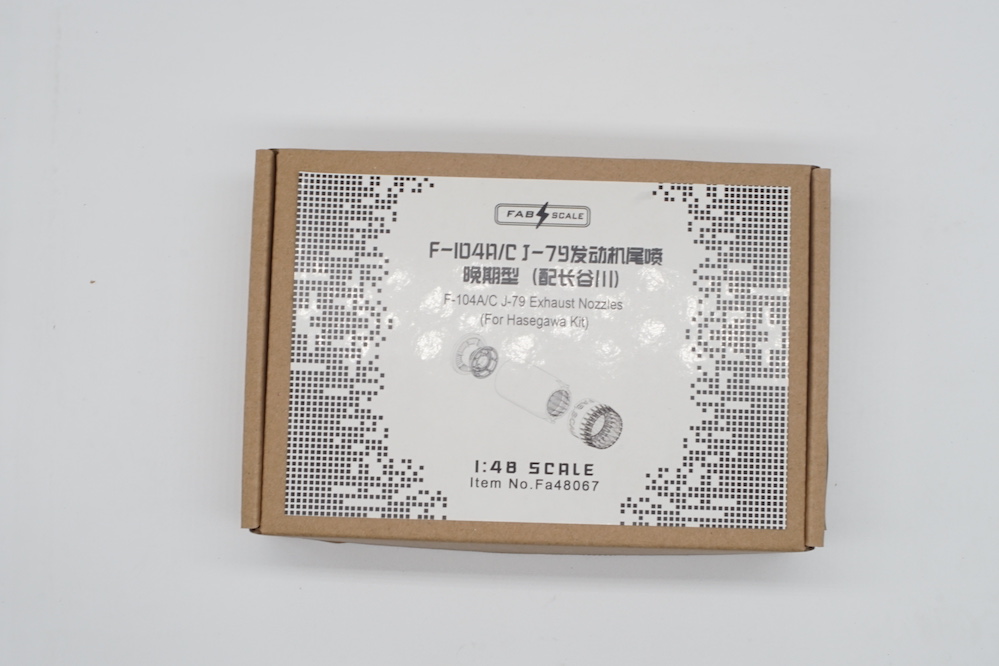 FAB SCALE
F-104A/C J-79发动机尾喷
晚期型（配长谷川）
F-104A/C J-79 Exhaust Nozzles
(For Hasegawa Kit)
1:48 SCALE
Item No.Fa48067